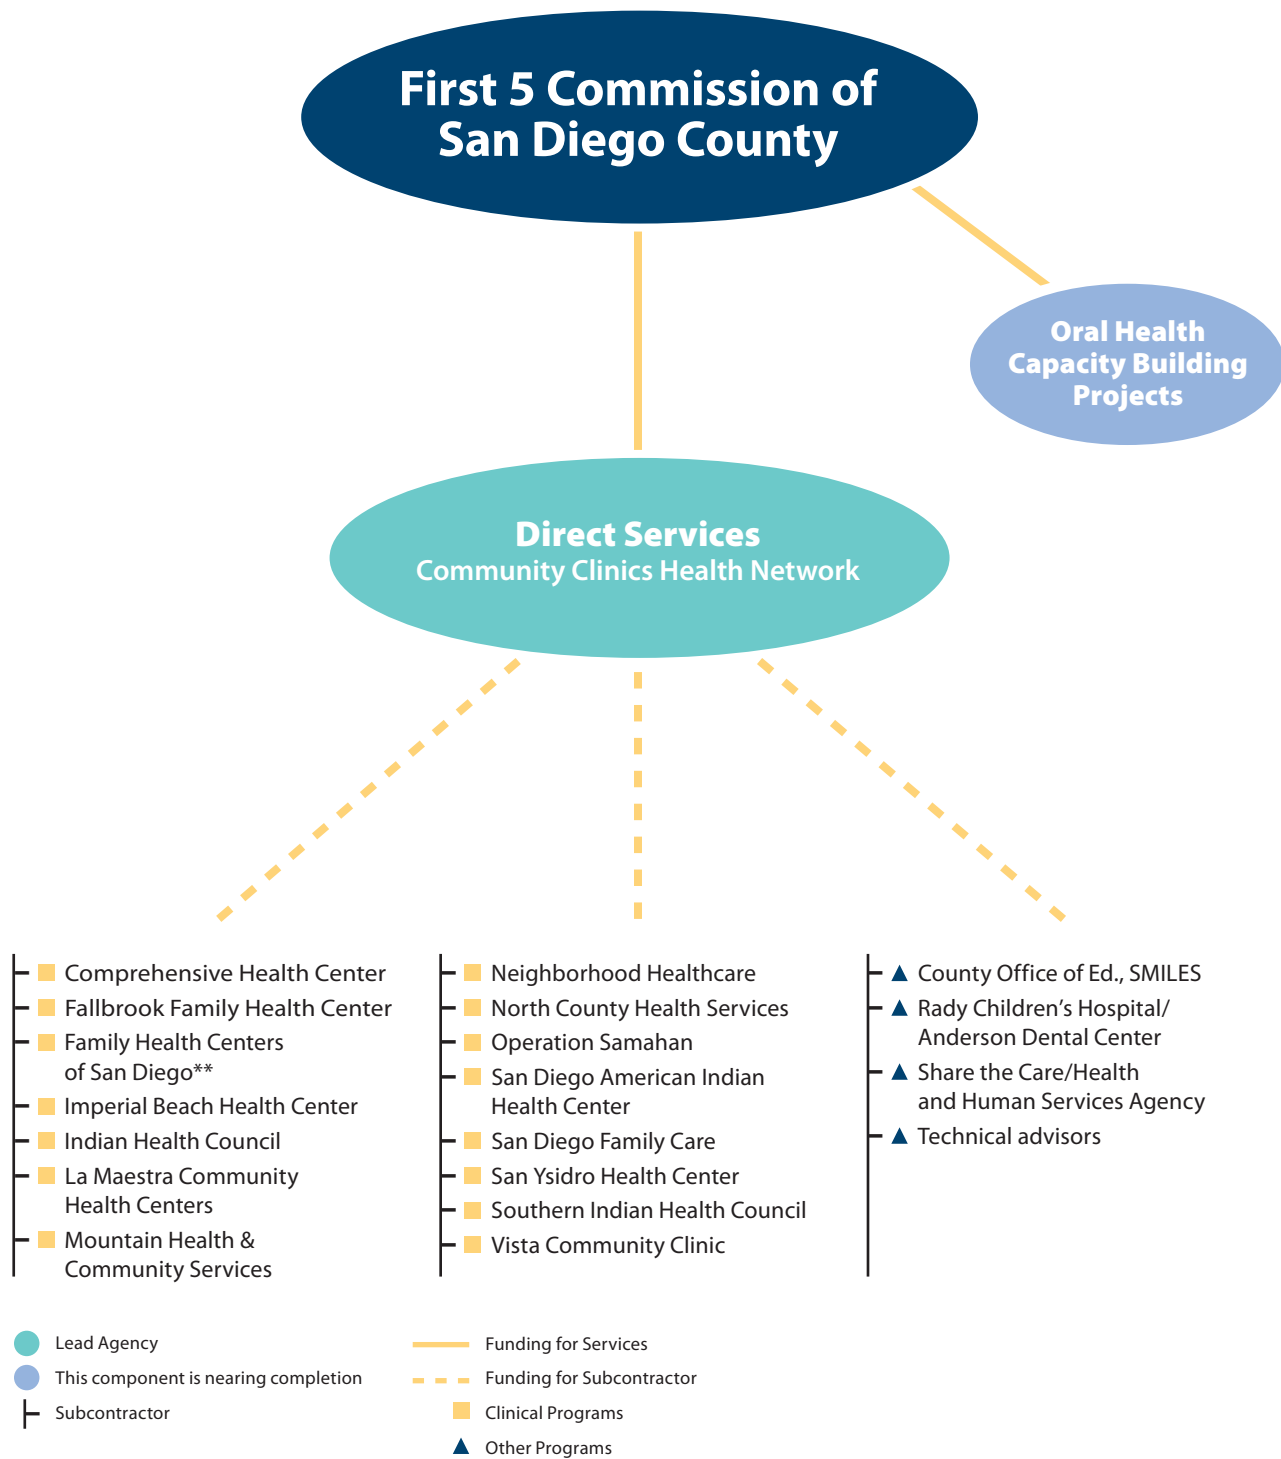 First 5 Commission of
San Diego County
Oral Health
Capacity Building
Projects
Direct Services
Community Clinics Health Network
Comprehensive Health Center
Fallbrook Family Health Center
Family Health Centers
of San Diego**
Imperial Beach Health Center
Indian Health Council
La Maestra Community
Health Centers
Mountain Health &
Community Services
Neighborhood Healthcare
North County Health Services
Operation Samahan
San Diego American Indian
Health Center
San Diego Family Care
San Ysidro Health Center
Southern Indian Health Council
Vista Community Clinic
County Office of Ed., SMILES
Rady Children’s Hospital/
Anderson Dental Center
Share the Care/Health
and Human Services Agency
Technical advisors
Lead Agency
This component is nearing completion
Subcontractor
Funding for Services
Funding for Subcontractor
Clinical Programs
Other Programs